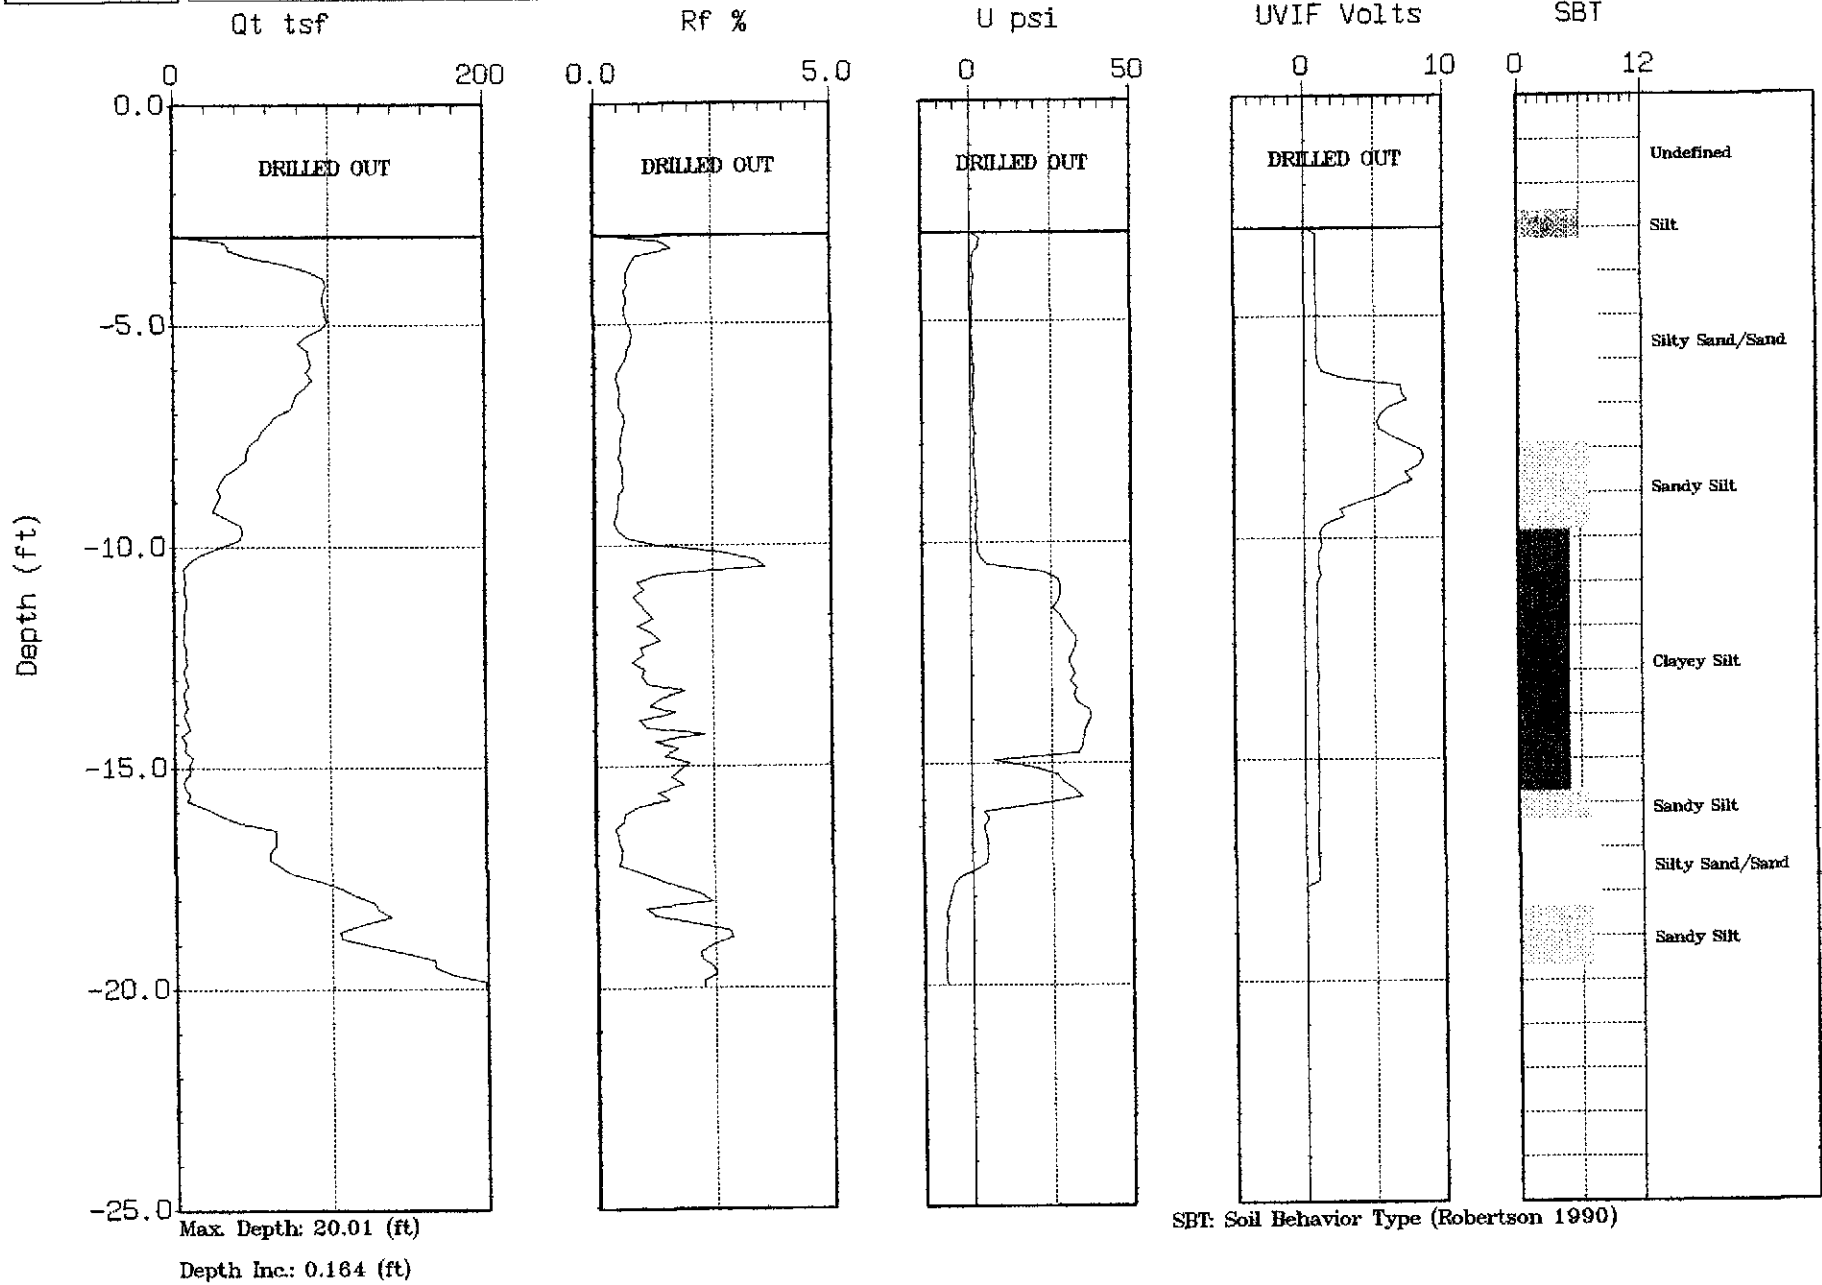 Qt tsf
Rf %
U psi
UVIF Volts
SBT
0 200
0.0 5.0
0 50
0 10
0 12
0.0
DRILLED OUT
DRILLED OUT
DRILLED OUT
DRILLED OUT
Undefined
Silt
-5.0
Silty Sand/Sand
Sandy Silt
Depth (ft)
-10.0
Clayey Silt
-15.0
Sandy Silt
Silty Sand/Sand
Sandy Silt
-20.0
-25.0
Max. Depth: 20.01 (ft)
SBT: Soil Behavior Type (Robertson 1990)
Depth Inc.: 0.164 (ft)